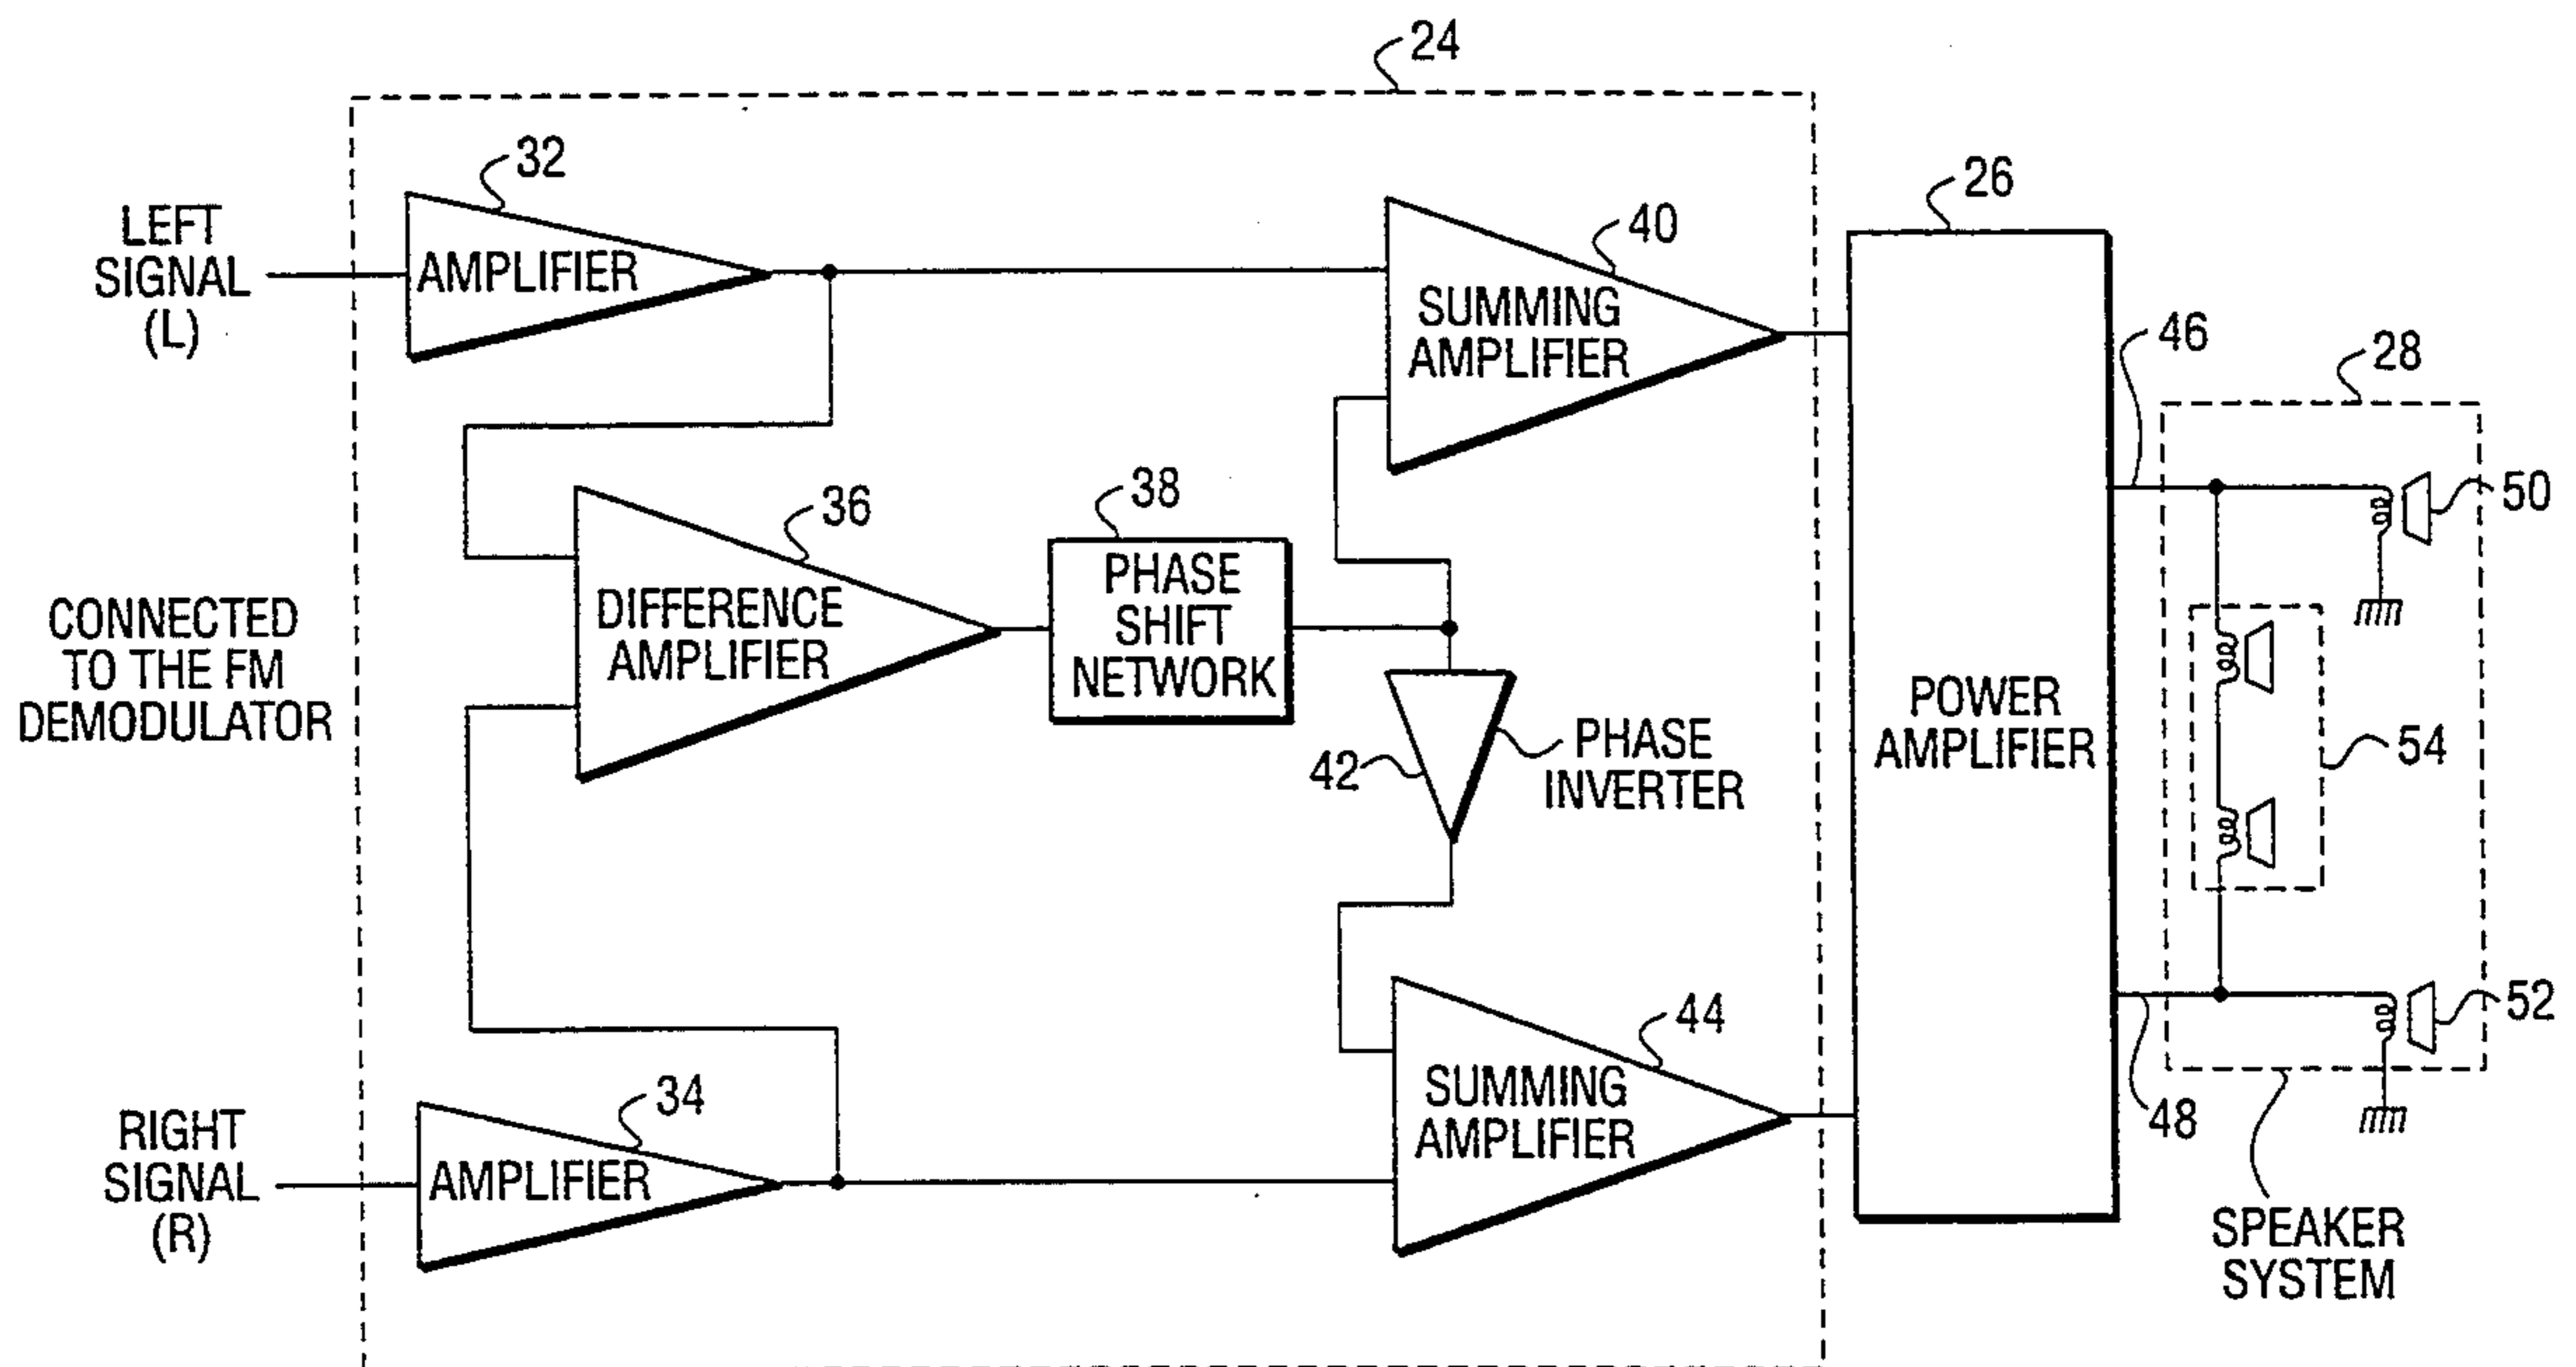 24
32
LEFT
SIGNAL
(L)
AMPLIFIER
40
SUMMING
AMPLIFIER
26
46
28
50
36
38
DIFFERENCE
AMPLIFIER
PHASE
SHIFT
NETWORK
CONNECTED
TO THE FM
DEMODULATOR
POWER
AMPLIFIER
42
PHASE
INVERTER
54
52
44
SUMMING
AMPLIFIER
48
34
RIGHT
SIGNAL
(R)
AMPLIFIER
SPEAKER
SYSTEM